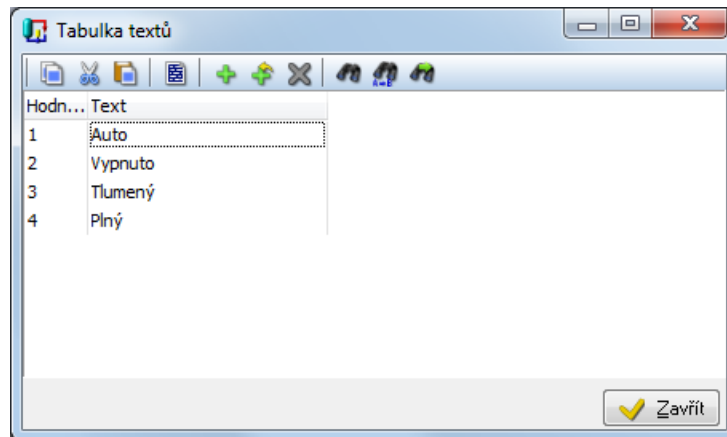 Tabulka textů
Hodn... Text
1 Auto
2 Vypnuto
3 Tlumený
4 Plný
Zavřít